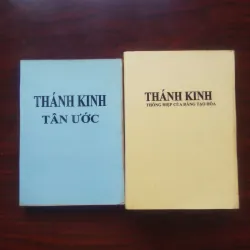 THÁNH KINH
TÂN ƯỚC
THÁNH KINH
THÔNG ĐIỆP CỦA ĐẤNG TẠO HÓA